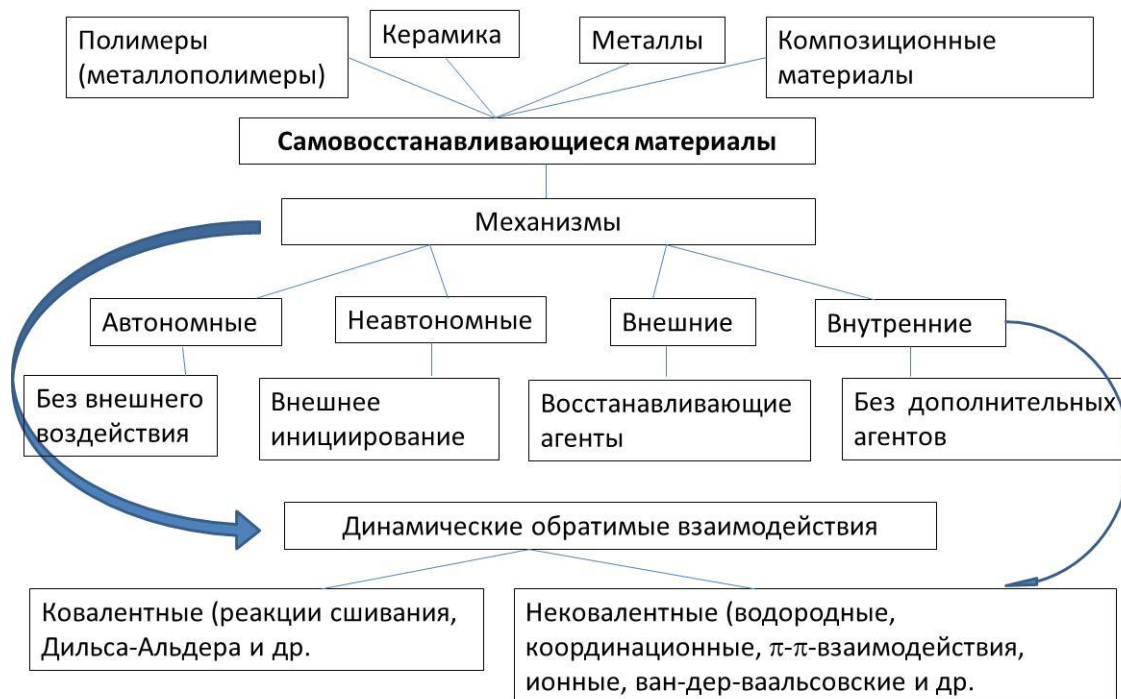 Полимеры
(металлополимеры)
Керамика
Металлы
Композиционные
материалы
Самовосстанавливающиеся материалы
Механизмы
Автономные
Неавтономные
Внешние
Внутренние
Без внешнего
воздействия
Внешнее
инициирование
Восстанавливающие
агенты
Без дополнительных
агентов
Динамические обратимые взаимодействия
Ковалентные (реакции сшивания,
Дильса-Альдера и др.
Нековалентные (водородные,
координационные, π-π-взаимодействия,
ионные, ван-дер-ваальсовские и др.